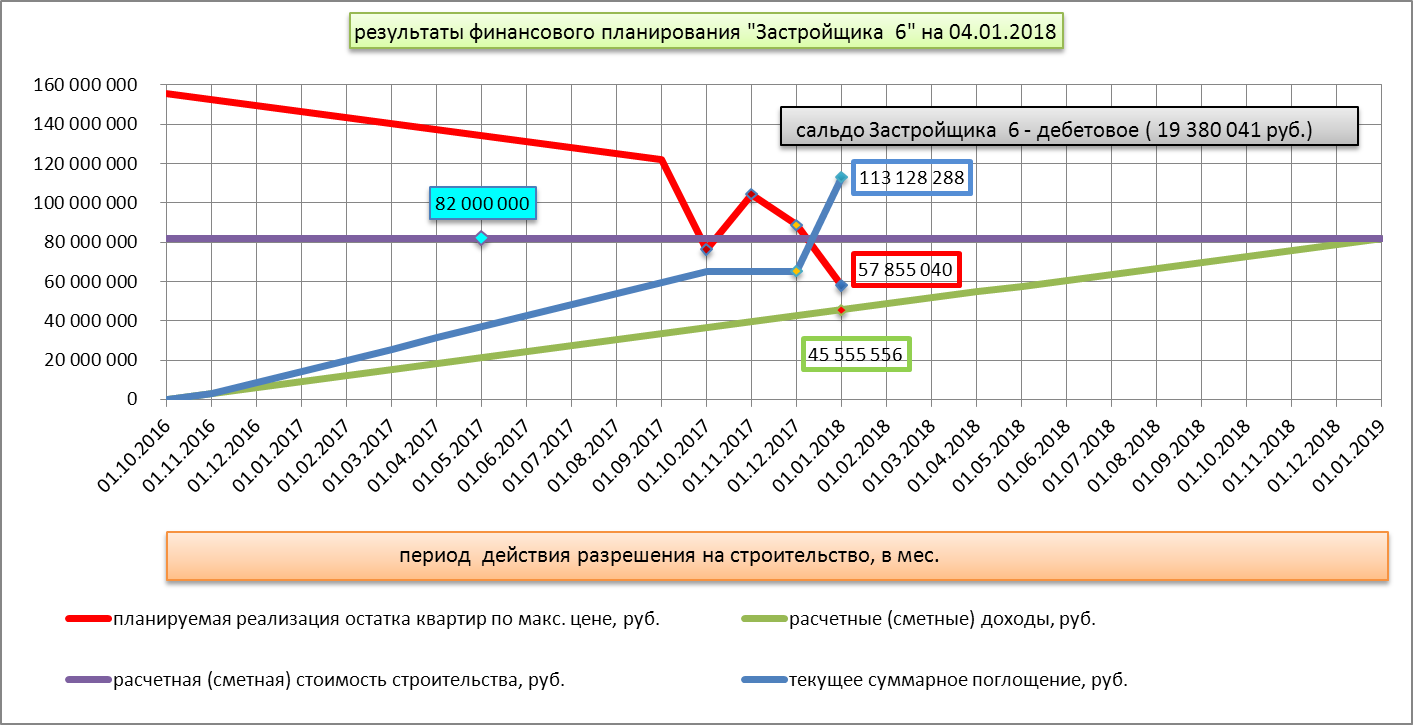 результаты финансового планирования "Застройщика 6" на 04.01.2018
160 000 000
140 000 000
120 000 000
100 000 000
80 000 000
60 000 000
40 000 000
20 000 000
0
сальдо Застройщика 6 - дебетовое ( 19 380 041 руб.)
113 128 288
82 000 000
57 855 040
45 555 556
01.10.2016
01.11.2016
01.12.2016
01.01.2017
01.02.2017
01.03.2017
01.04.2017
01.05.2017
01.06.2017
01.07.2017
01.08.2017
01.09.2017
01.10.2017
01.11.2017
01.12.2017
01.01.2018
01.02.2018
01.03.2018
01.04.2018
01.05.2018
01.06.2018
01.07.2018
01.08.2018
01.09.2018
01.10.2018
01.11.2018
01.12.2018
01.01.2019
период действия разрешения на строительство, в мес.
планируемая реализация остатка квартир по макс. цене, руб.
расчетные (сметные) доходы, руб.
расчетная (сметная) стоимость строительства, руб.
текущее суммарное поглощение, руб.